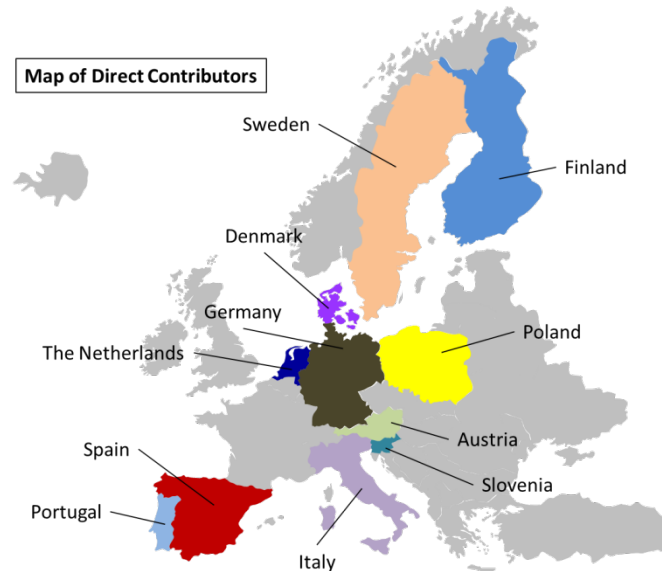 Map of Direct Contributors
Sweden
Finland
Denmark
Germany
Poland
The Netherlands
Austria
Spain
Slovenia
Portugal
Italy